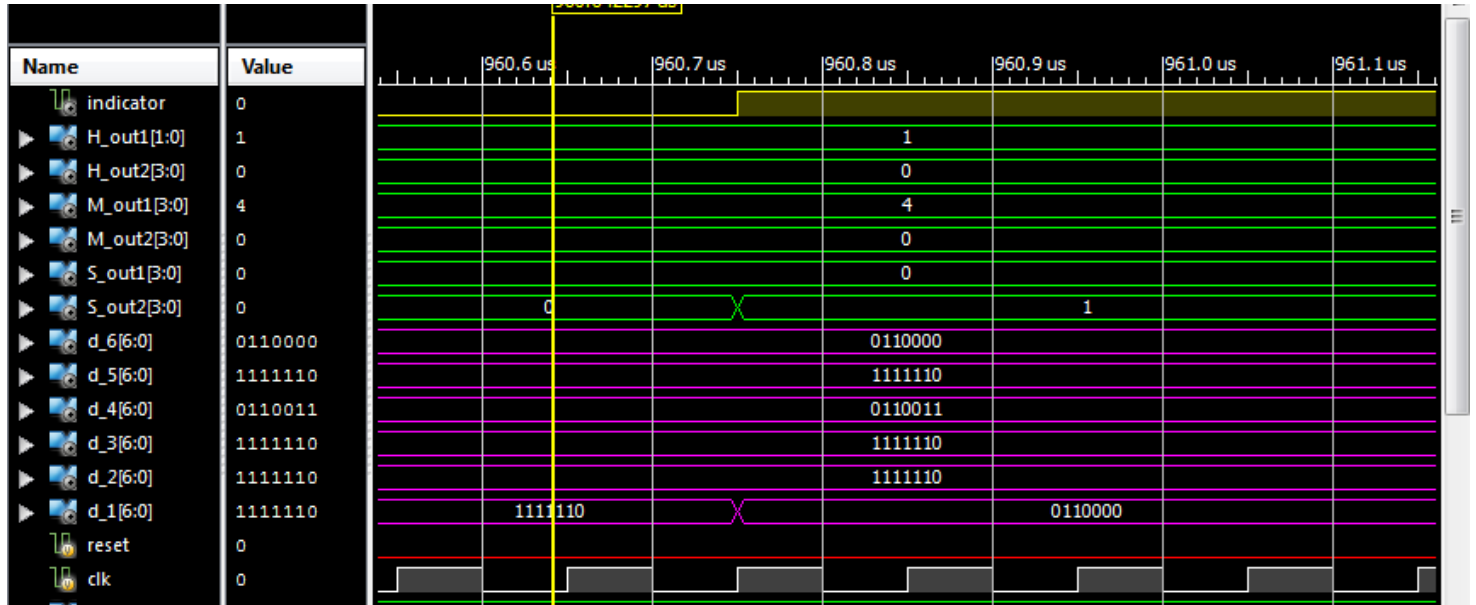 Name Value 960.6 us 960.7 us 960.8 us 960.9 us 961.0 us 961.1 us
indicator 0
H_out1[1:0] 1 1
H_out2[3:0] 0 0
M_out1[3:0] 4 4
M_out2[3:0] 0 0
S_out1[3:0] 0 0
S_out2[3:0] 0 0 1
d_6[6:0] 0110000 0110000
d_5[6:0] 1111110 1111110
d_4[6:0] 0110011 0110011
d_3[6:0] 1111110 1111110
d_2[6:0] 1111110 1111110
d_1[6:0] 1111110 1111110 0110000
reset 0
clk 0